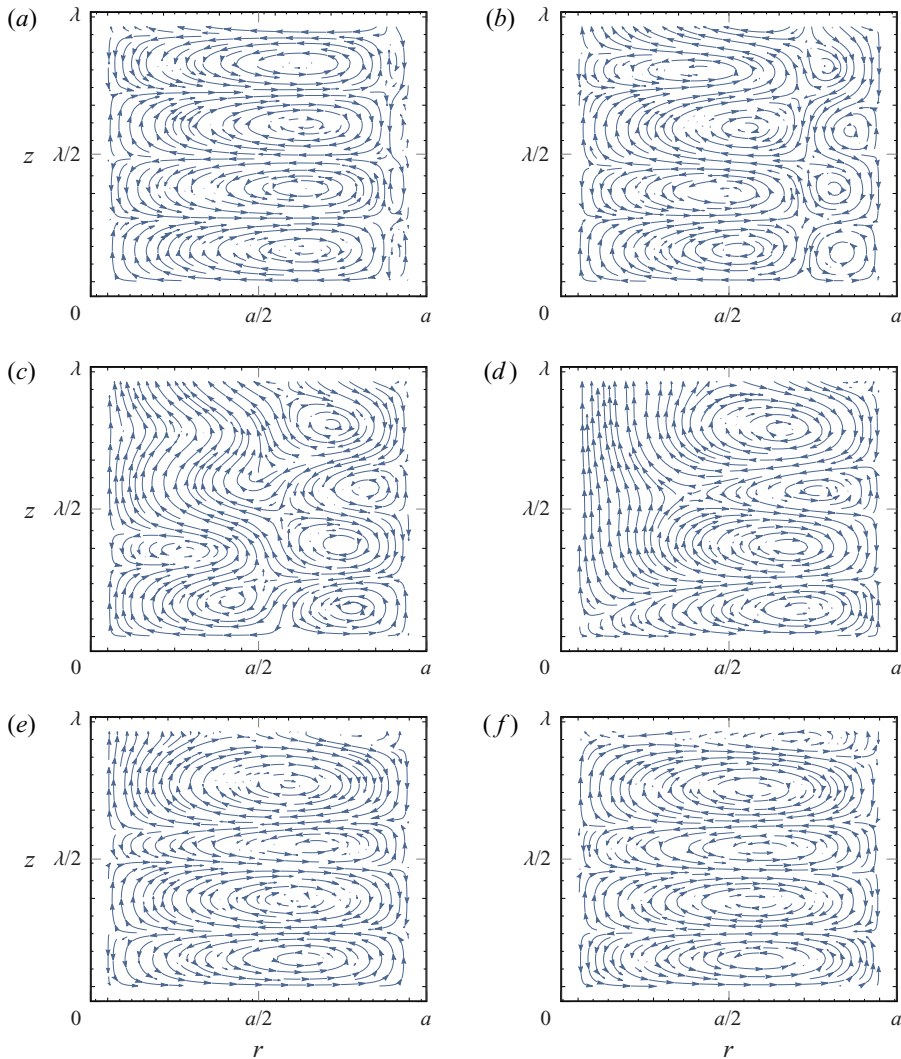 (a) (b)
λ λ
z λ/2 λ/2
0 a/2 a 0 a/2 a
(c) (d)
λ λ
z λ/2 λ/2
0 a/2 a 0 a/2 a
(e) (f)
λ λ
z λ/2 λ/2
0 a/2 a 0 a/2 a
r r